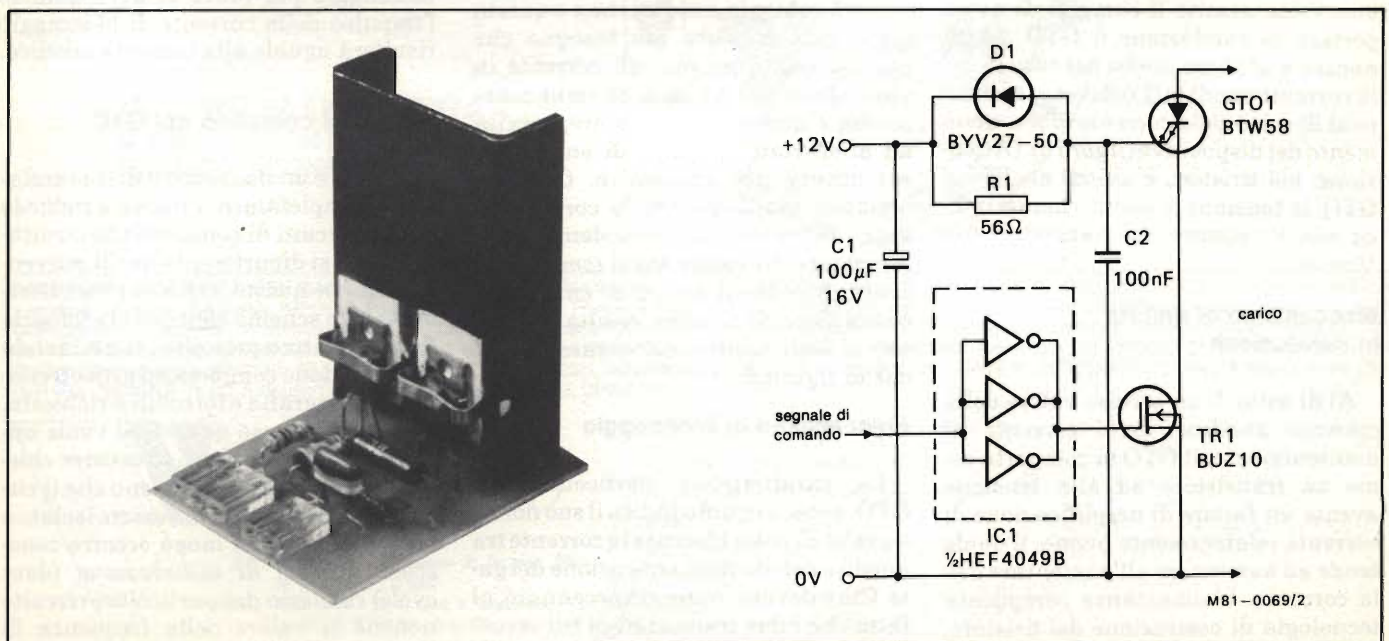 D1
GTO1
BTW58
+12V
BYV27-50
R1
56Ω
C1
100µF
16V
C2
100nF
carico
segnale di
comando
TR1
BUZ10
IC1
½HEF4049B
0V
M81-0069/2